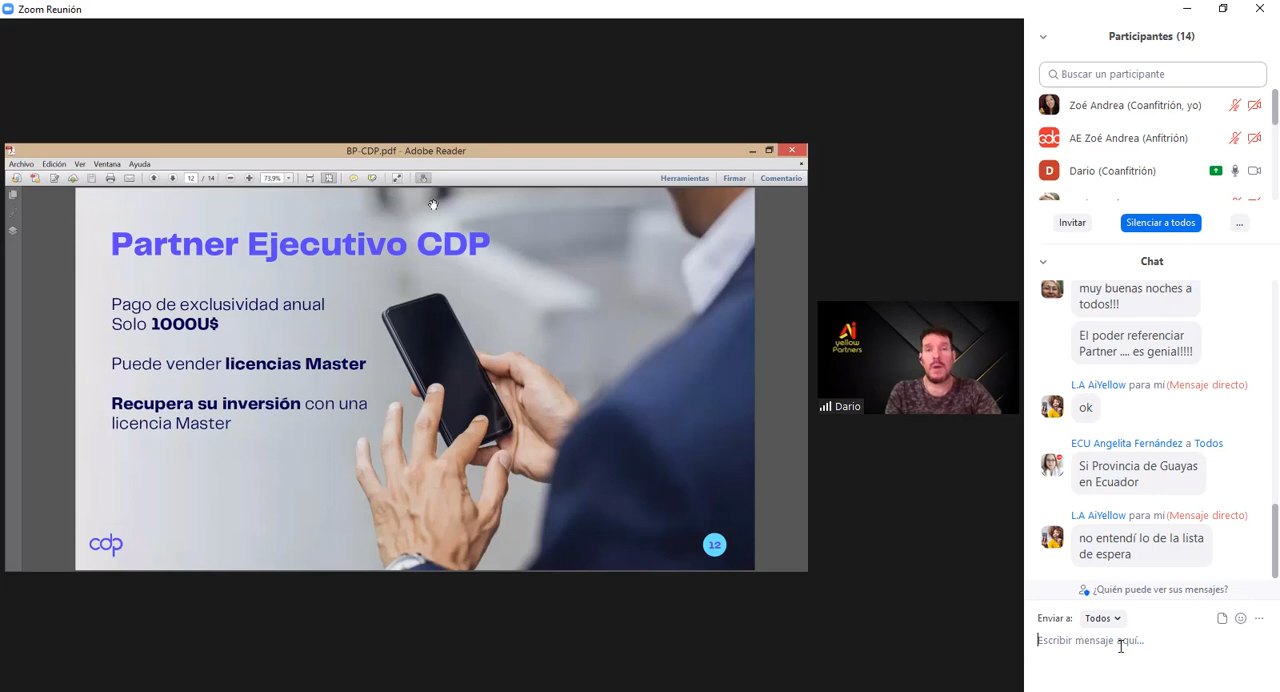 Zoom Reunión
BP-CDP.pdf - Adobe Reader
Archivo Edición Ver Ventana Ayuda
12 / 14 73,9% Herramientas Firmar Comentario
Partner Ejecutivo CDP
Pago de exclusividad anual
Solo 1000U$
Puede vender licencias Master
Recupera su inversión con una
licencia Master
cdp
12
Ai
yellow
Partners
Dario
Participantes (14)
Buscar un participante
Zoé Andrea (Coanfitrión, yo)
cdc AE Zoé Andrea (Anfitrión)
D Dario (Coanfitrión)
Invitar Silenciar a todos ...
Chat
muy buenas noches a
todos!!!
El poder referenciar
Partner .... es genial!!!!
L.A AiYellow para mí (Mensaje directo)
ok
ECU Angelita Fernández a Todos
Si Provincia de Guayas
en Ecuador
L.A AiYellow para mí (Mensaje directo)
no entendí lo de la lista
de espera
¿Quién puede ver sus mensajes?
Enviar a: Todos
Escribir mensaje aquí...